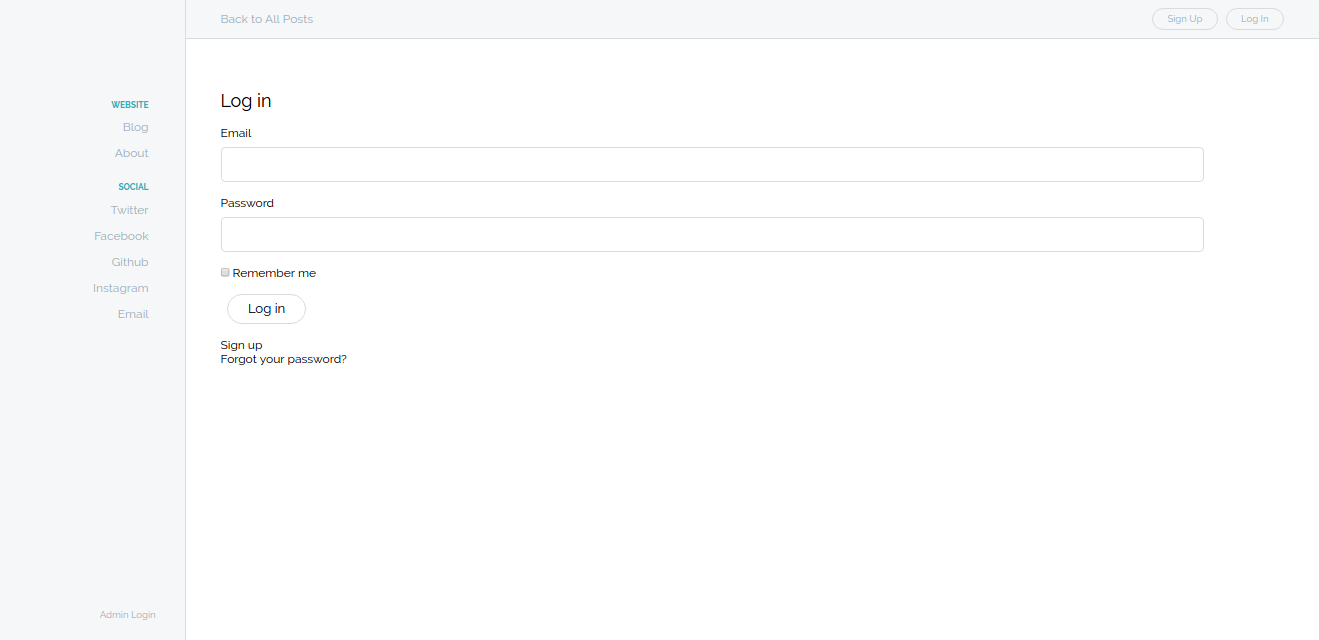 Back to All Posts
Sign Up
Log In
WEBSITE
Blog
About
SOCIAL
Twitter
Facebook
Github
Instagram
Email
Admin Login
Log in
Email
Password
Remember me
Log in
Sign up
Forgot your password?